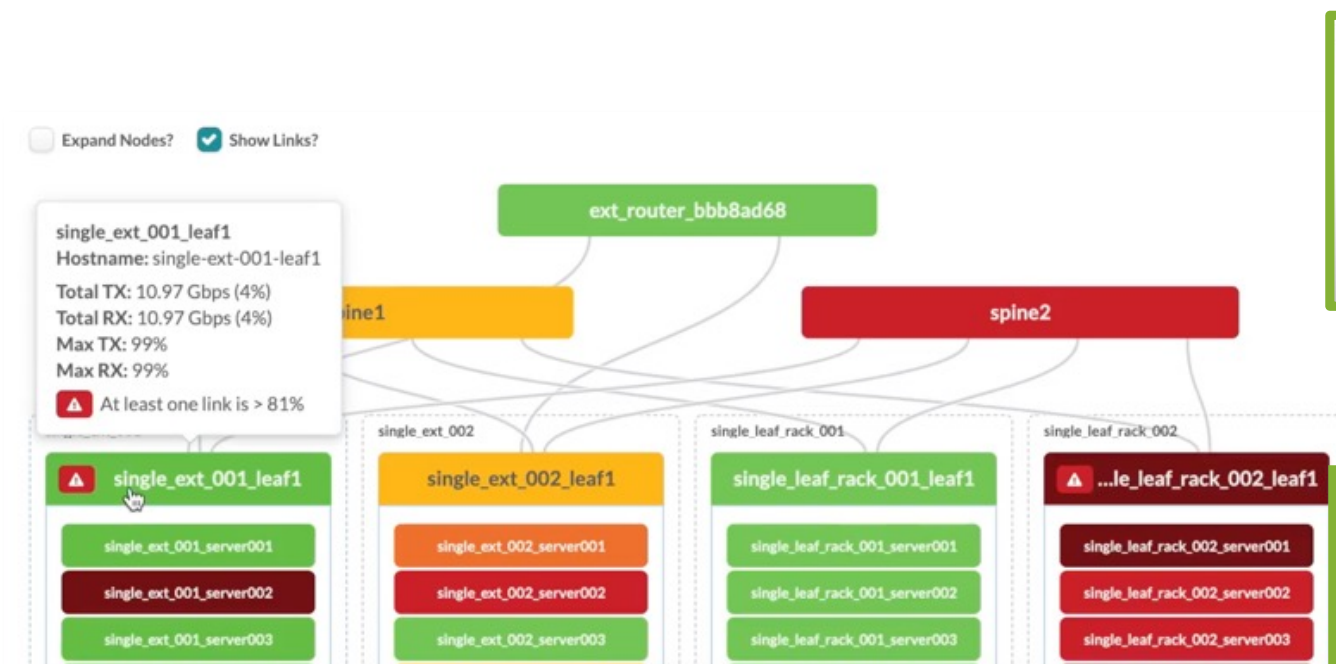 Expand Nodes? Show Links?
ext_router_bbb8ad68
single_ext_001_leaf1
Hostname: single-ext-001-leaf1
Total TX: 10.97 Gbps (4%)
Total RX: 10.97 Gbps (4%)
Max TX: 99%
Max RX: 99%
At least one link is > 81%
ine1
spine2
single_ext_002
single_leaf_rack_001
single_leaf_rack_002
single_ext_001_leaf1
single_ext_002_leaf1
single_leaf_rack_001_leaf1
...le_leaf_rack_002_leaf1
single_ext_001_server001
single_ext_002_server001
single_leaf_rack_001_server001
single_leaf_rack_002_server001
single_ext_001_server002
single_ext_002_server002
single_leaf_rack_001_server002
single_leaf_rack_002_server002
single_ext_001_server003
single_ext_002_server003
single_leaf_rack_001_server003
single_leaf_rack_002_server003